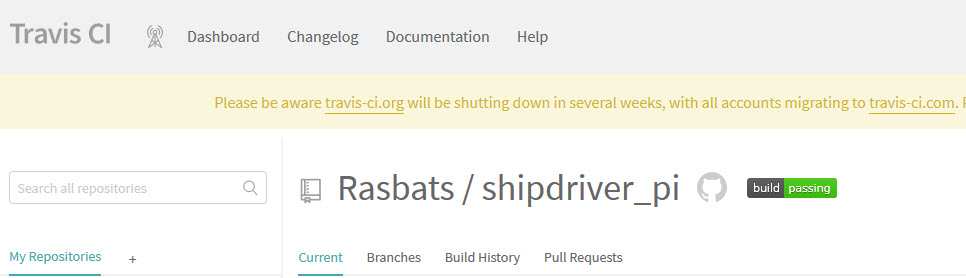 Travis CI Dashboard Changelog Documentation Help
Please be aware travis-ci.org will be shutting down in several weeks, with all accounts migrating to travis-ci.com.
Search all repositories
Rasbats / shipdriver_pi build passing
My Repositories +
Current Branches Build History Pull Requests